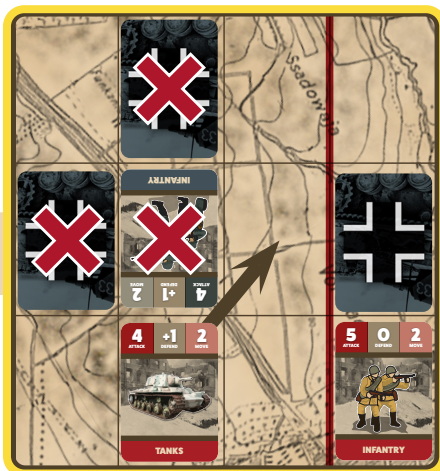 Ssadowaja
INFANTRY
2 +1 4
MOVE DEFEND ATTACK
4 +1 2
ATTACK DEFEND MOVE
TANKS
5 0 2
ATTACK DEFEND MOVE
INFANTRY